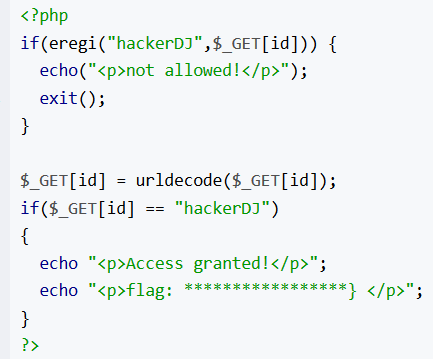 <?php
if(eregi("hackerDJ",$_GET[id])) {
  echo("<p>not allowed!</p>");
  exit();
}

$_GET[id] = urldecode($_GET[id]);
if($_GET[id] == "hackerDJ")
{
  echo "<p>Access granted!</p>";
  echo "<p>flag: *****************} </p>";
}
?>